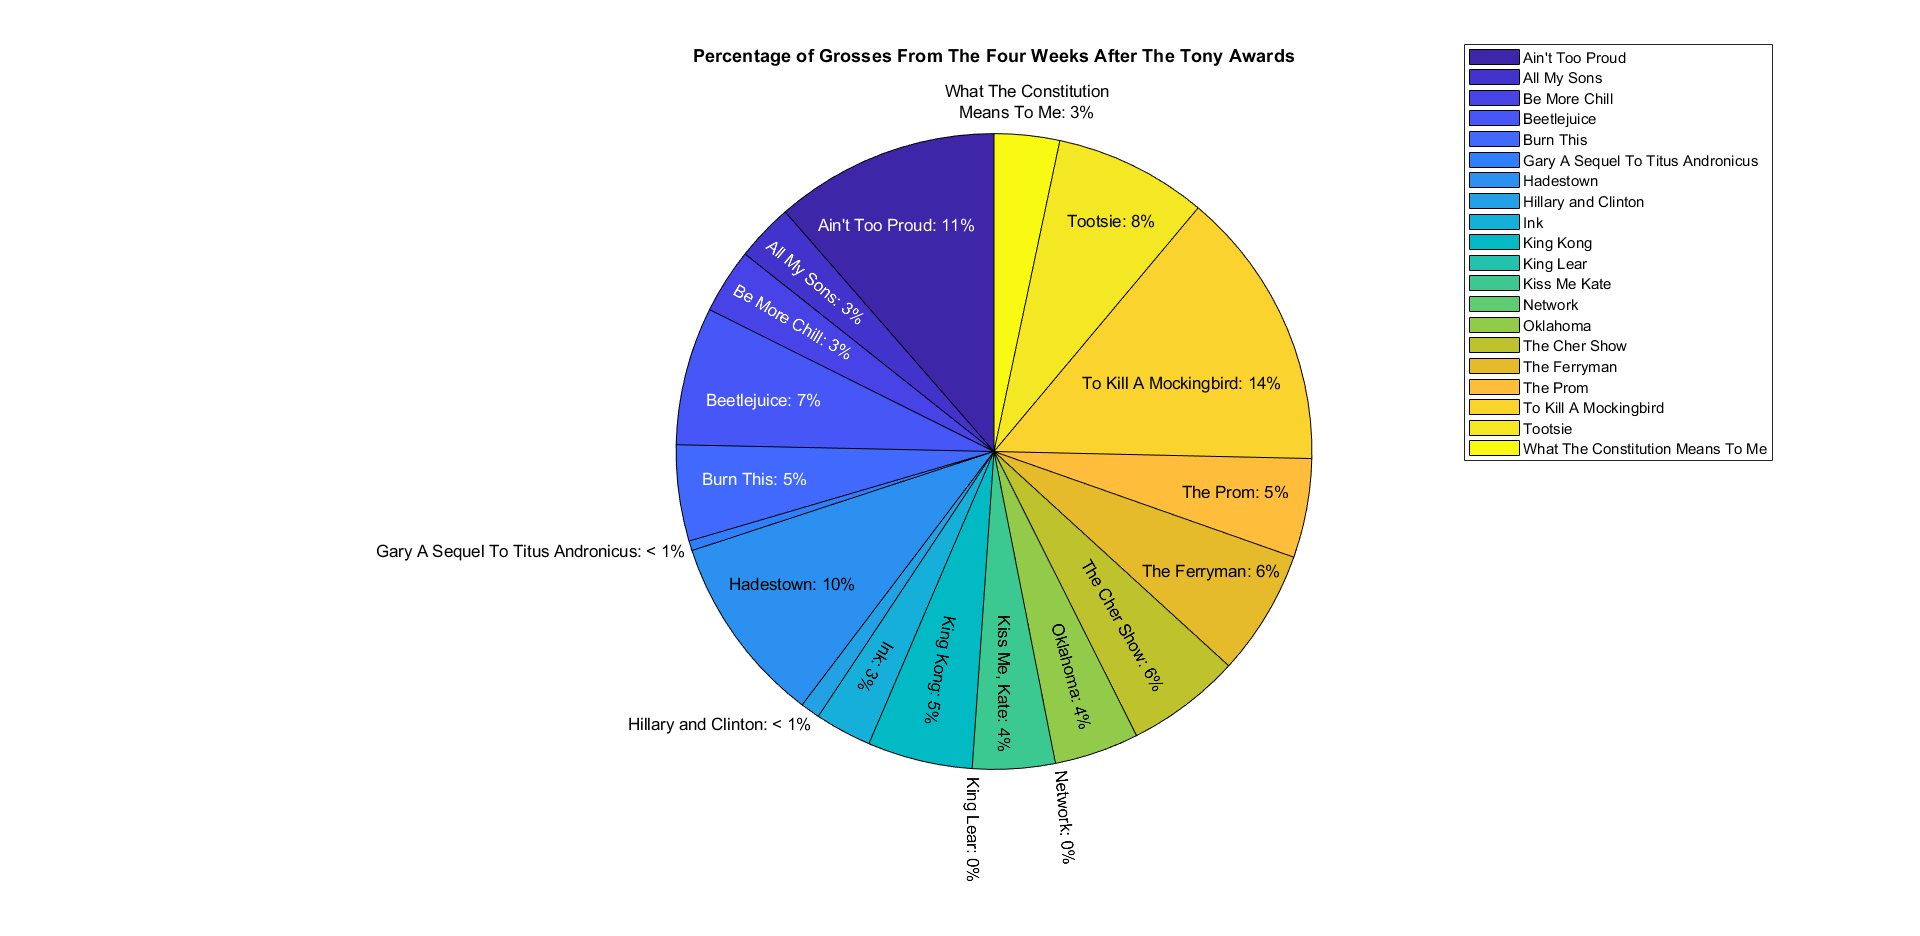 Percentage of Grosses From The Four Weeks After The Tony Awards
What The Constitution
Means To Me: 3%
Tootsie: 8%
To Kill A Mockingbird: 14%
The Prom: 5%
The Ferryman: 6%
The Cher Show: 6%
Oklahoma: 4%
Network: 0%
Kiss Me, Kate: 4%
King Lear: 0%
King Kong: 5%
Ink: 3%
Hillary and Clinton: < 1%
Hadestown: 10%
Gary A Sequel To Titus Andronicus: < 1%
Burn This: 5%
Beetlejuice: 7%
Be More Chill: 3%
All My Sons: 3%
Ain't Too Proud: 11%
Ain't Too Proud
All My Sons
Be More Chill
Beetlejuice
Burn This
Gary A Sequel To Titus Andronicus
Hadestown
Hillary and Clinton
Ink
King Kong
King Lear
Kiss Me Kate
Network
Oklahoma
The Cher Show
The Ferryman
The Prom
To Kill A Mockingbird
Tootsie
What The Constitution Means To Me